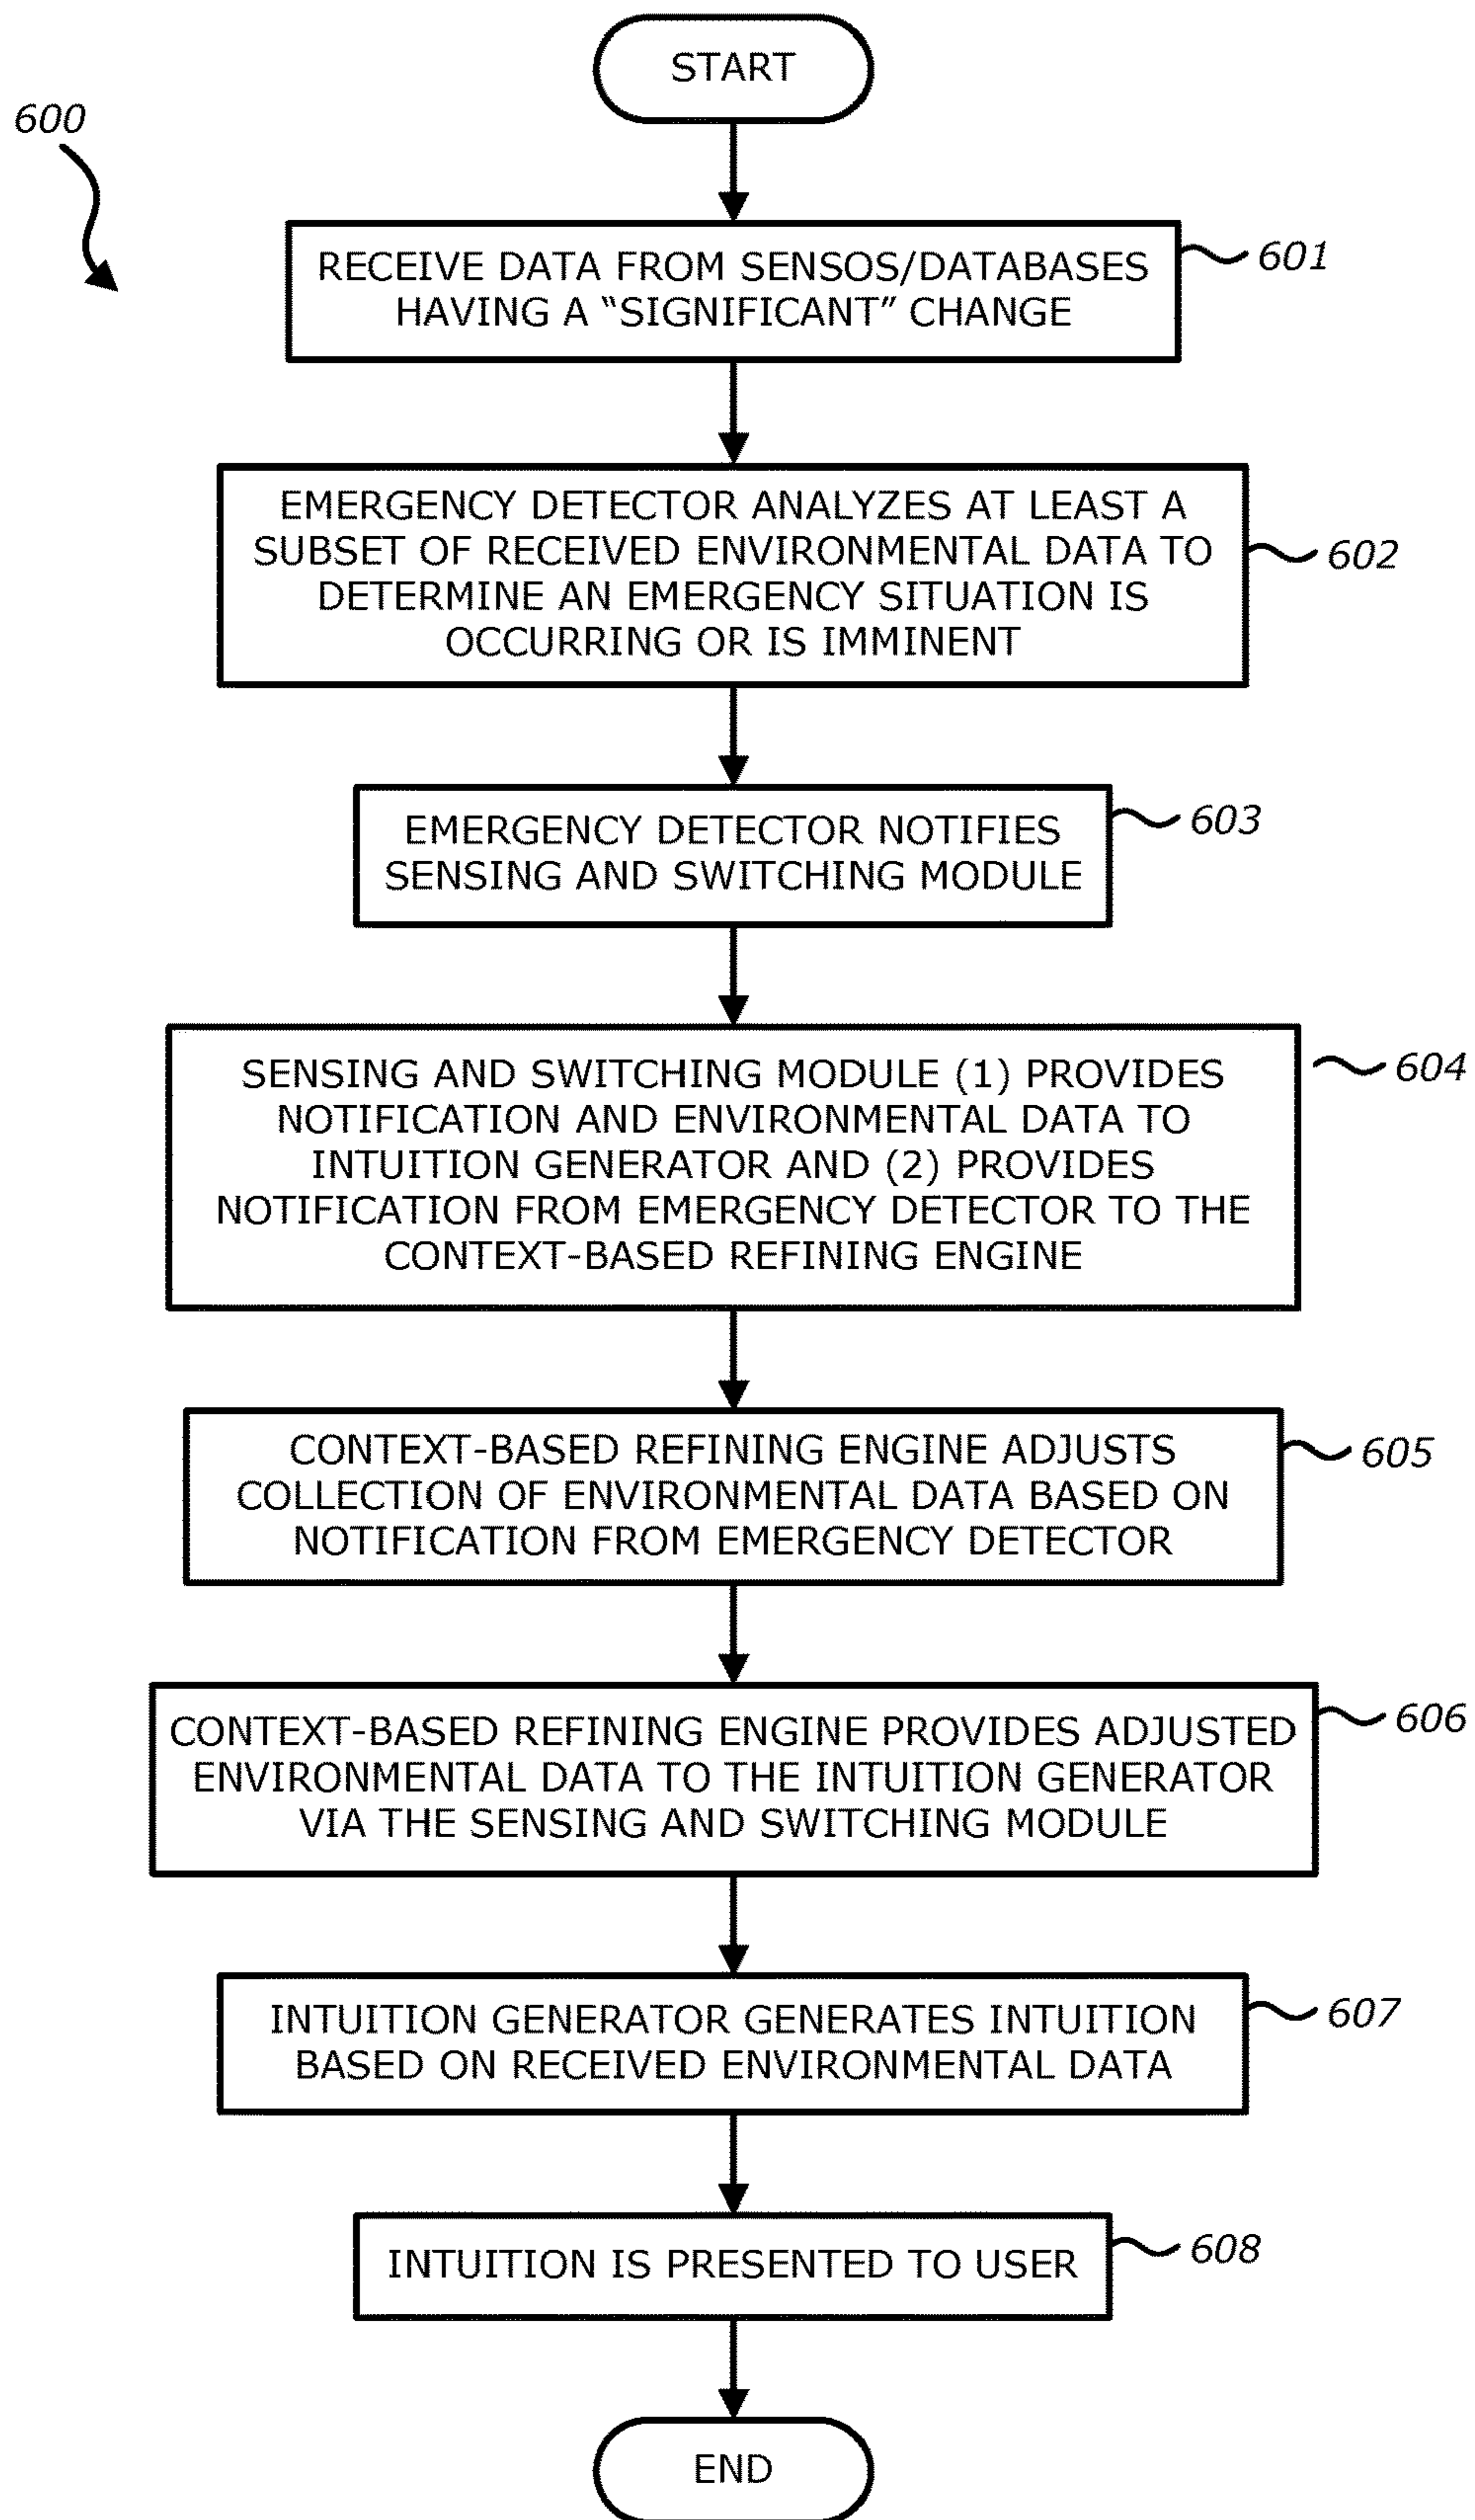 START
600
RECEIVE DATA FROM SENSOS/DATABASES
HAVING A “SIGNIFICANT” CHANGE
601
EMERGENCY DETECTOR ANALYZES AT LEAST A
SUBSET OF RECEIVED ENVIRONMENTAL DATA TO
DETERMINE AN EMERGENCY SITUATION IS
OCCURRING OR IS IMMINENT
602
EMERGENCY DETECTOR NOTIFIES
SENSING AND SWITCHING MODULE
603
SENSING AND SWITCHING MODULE (1) PROVIDES
NOTIFICATION AND ENVIRONMENTAL DATA TO
INTUITION GENERATOR AND (2) PROVIDES
NOTIFICATION FROM EMERGENCY DETECTOR TO THE
CONTEXT-BASED REFINING ENGINE
604
CONTEXT-BASED REFINING ENGINE ADJUSTS
COLLECTION OF ENVIRONMENTAL DATA BASED ON
NOTIFICATION FROM EMERGENCY DETECTOR
605
CONTEXT-BASED REFINING ENGINE PROVIDES ADJUSTED
ENVIRONMENTAL DATA TO THE INTUITION GENERATOR
VIA THE SENSING AND SWITCHING MODULE
606
INTUITION GENERATOR GENERATES INTUITION
BASED ON RECEIVED ENVIRONMENTAL DATA
607
INTUITION IS PRESENTED TO USER
608
END